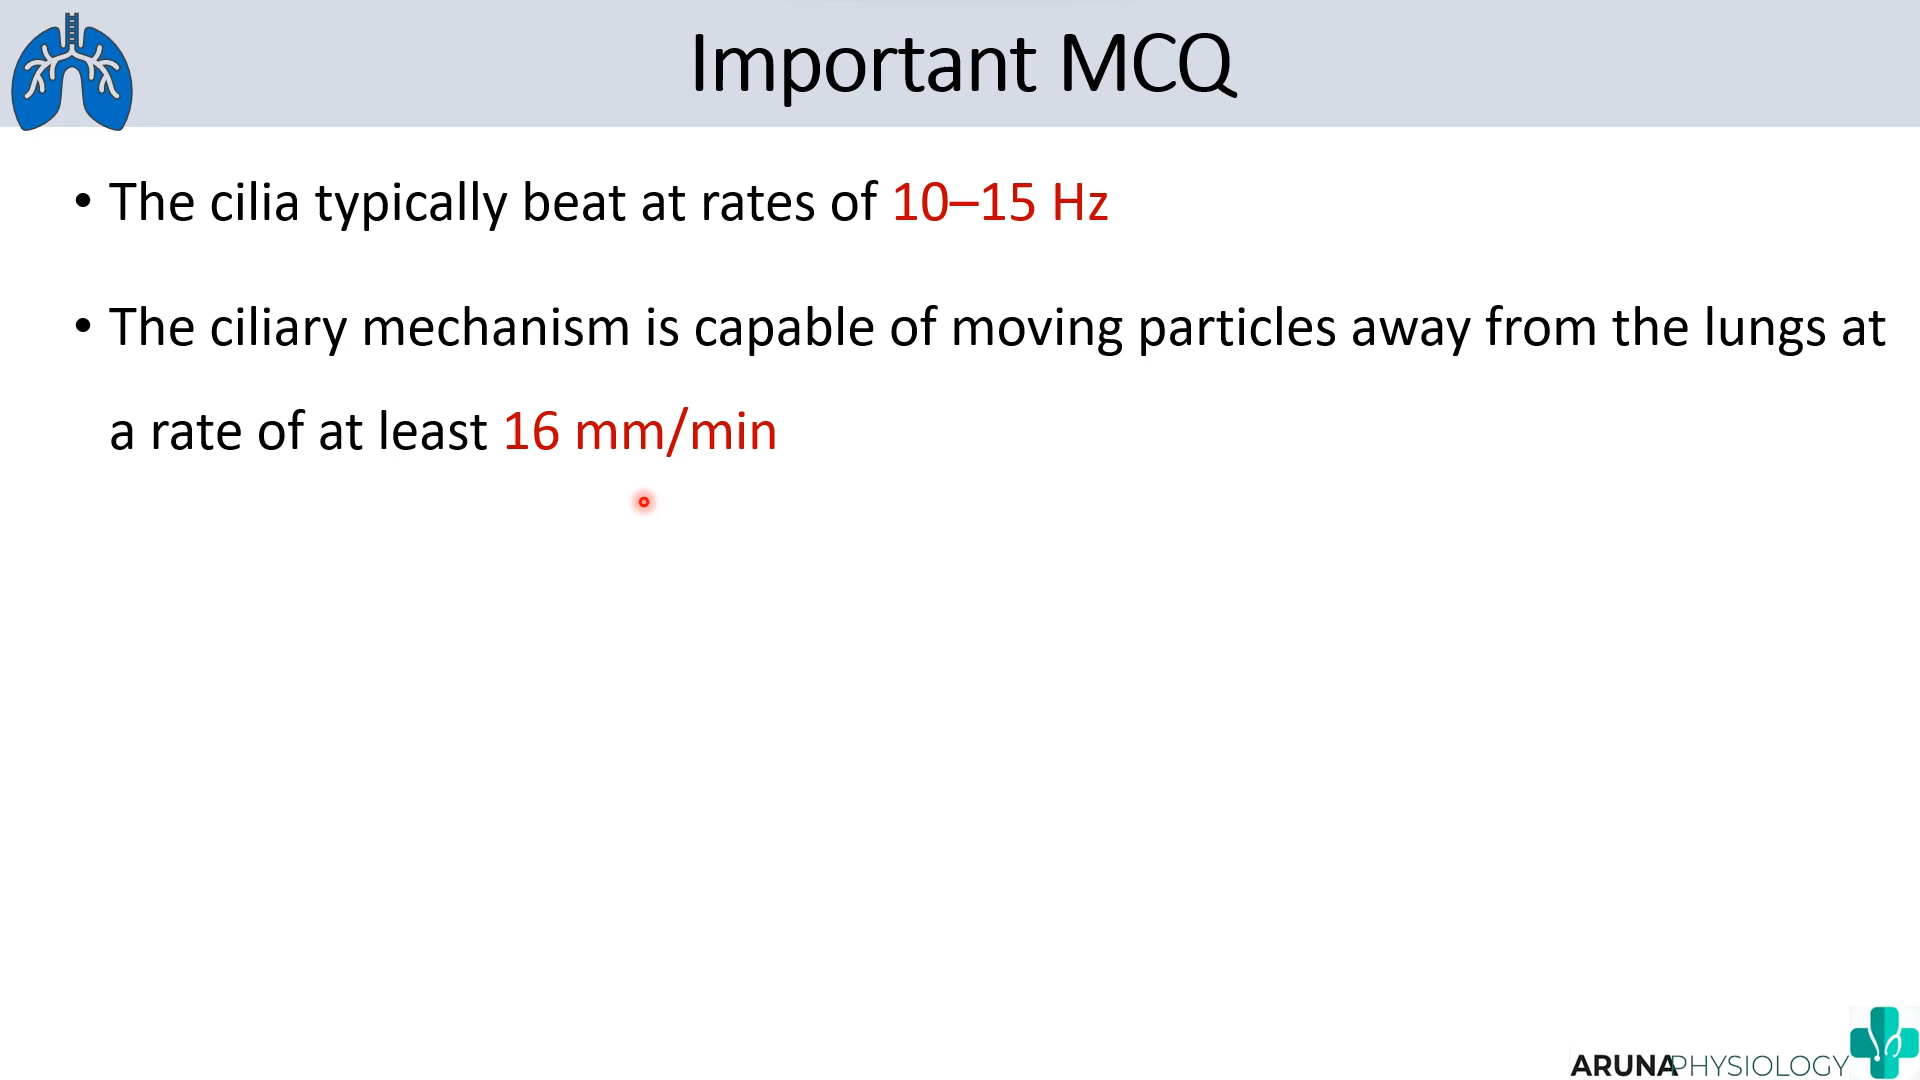 Important MCQ
• The cilia typically beat at rates of 10–15 Hz
• The ciliary mechanism is capable of moving particles away from the lungs at
a rate of at least 16 mm/min
ARUNAPHYSIOLOGY